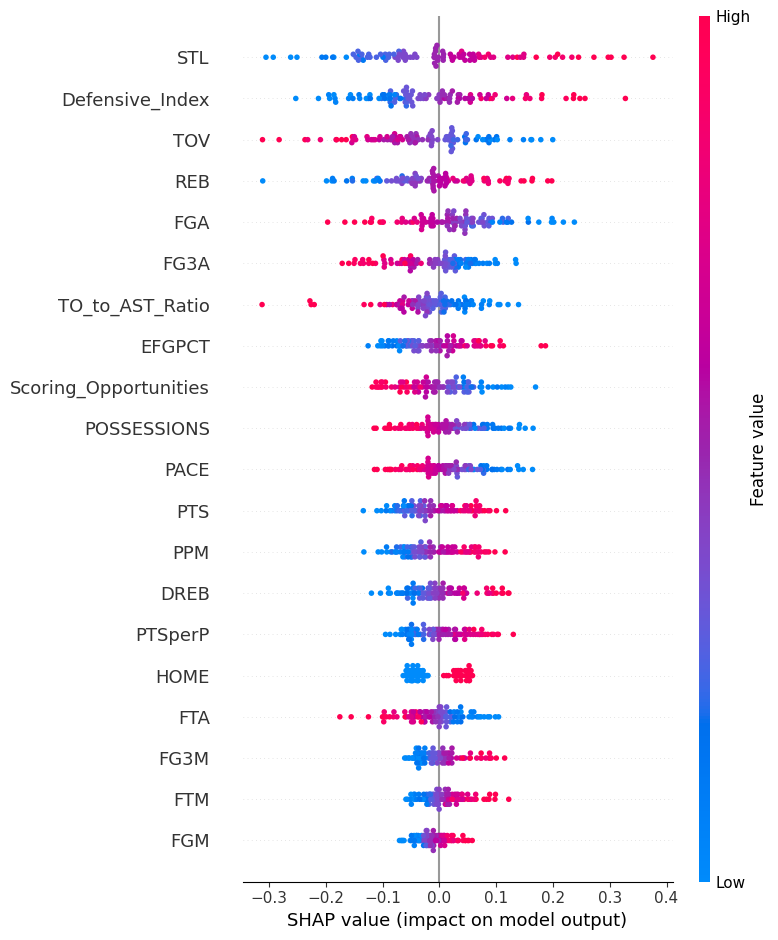 High
STL
Defensive_Index
TOV
REB
FGA
FG3A
TO_to_AST_Ratio
EFGPCT
Scoring_Opportunities
POSSESSIONS
PACE
PTS
PPM
DREB
PTSperP
HOME
FTA
FG3M
FTM
FGM
Feature value
Low
−0.3 −0.2 −0.1 0.0 0.1 0.2 0.3 0.4
SHAP value (impact on model output)